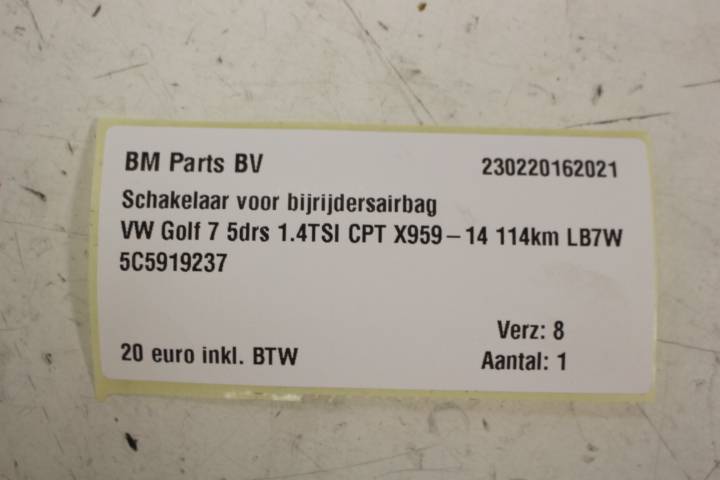 BM Parts BV 230220162021
Schakelaar voor bijrijdersairbag
VW Golf 7 5drs 1.4TSI CPT X959-14 114km LB7W
5C5919237
Verz: 8
20 euro inkl. BTW Aantal: 1